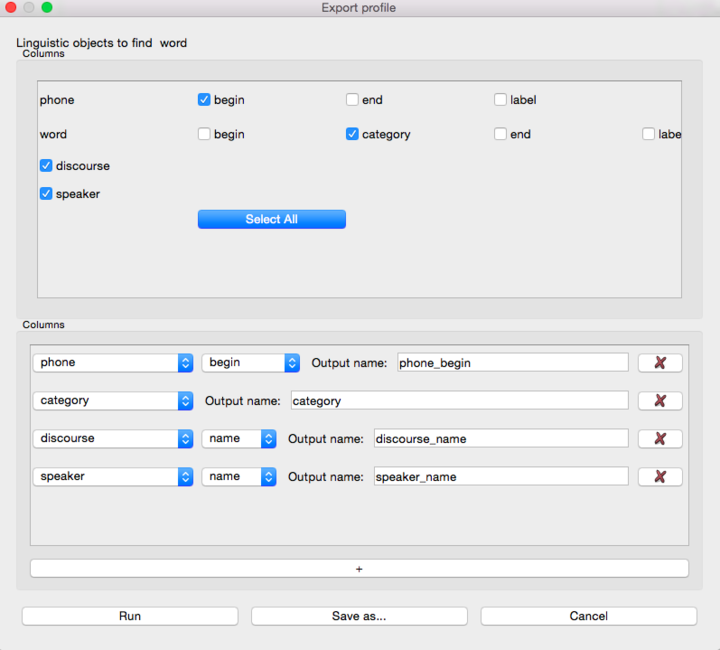 Export profile
Linguistic objects to find word
Columns
phone begin end label
word begin category end labe
discourse
speaker
Select All
Columns
phone begin Output name: phone_begin
category Output name: category
discourse name Output name: discourse_name
speaker name Output name: speaker_name
+
Run Save as... Cancel